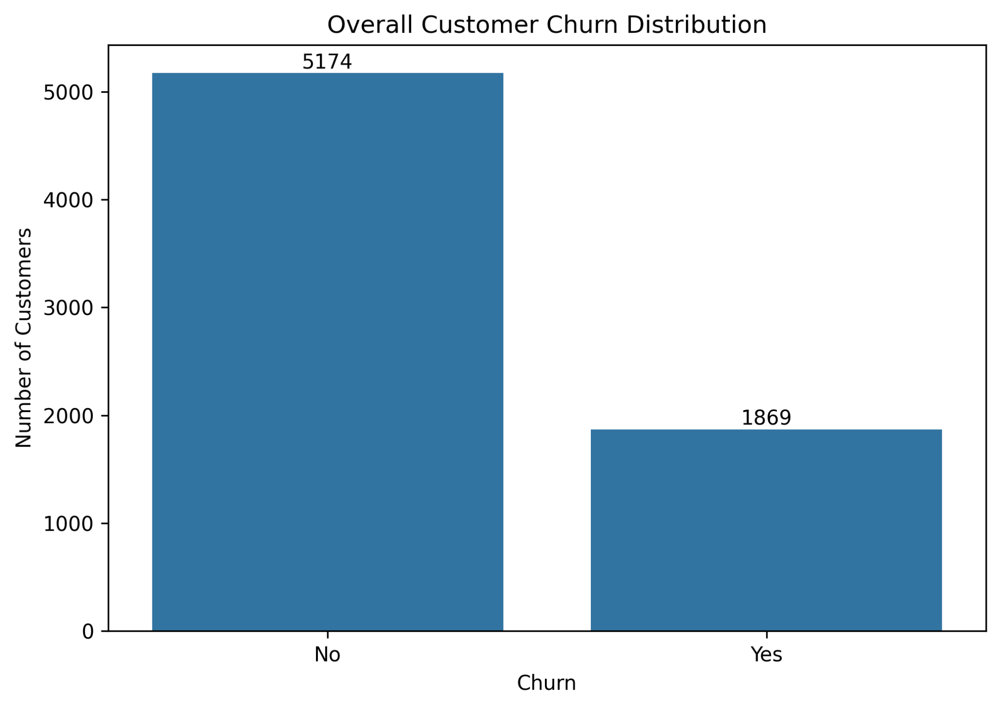 Overall Customer Churn Distribution
5174
5000
4000
3000
2000
1869
1000
0
Number of Customers
No
Yes
Churn